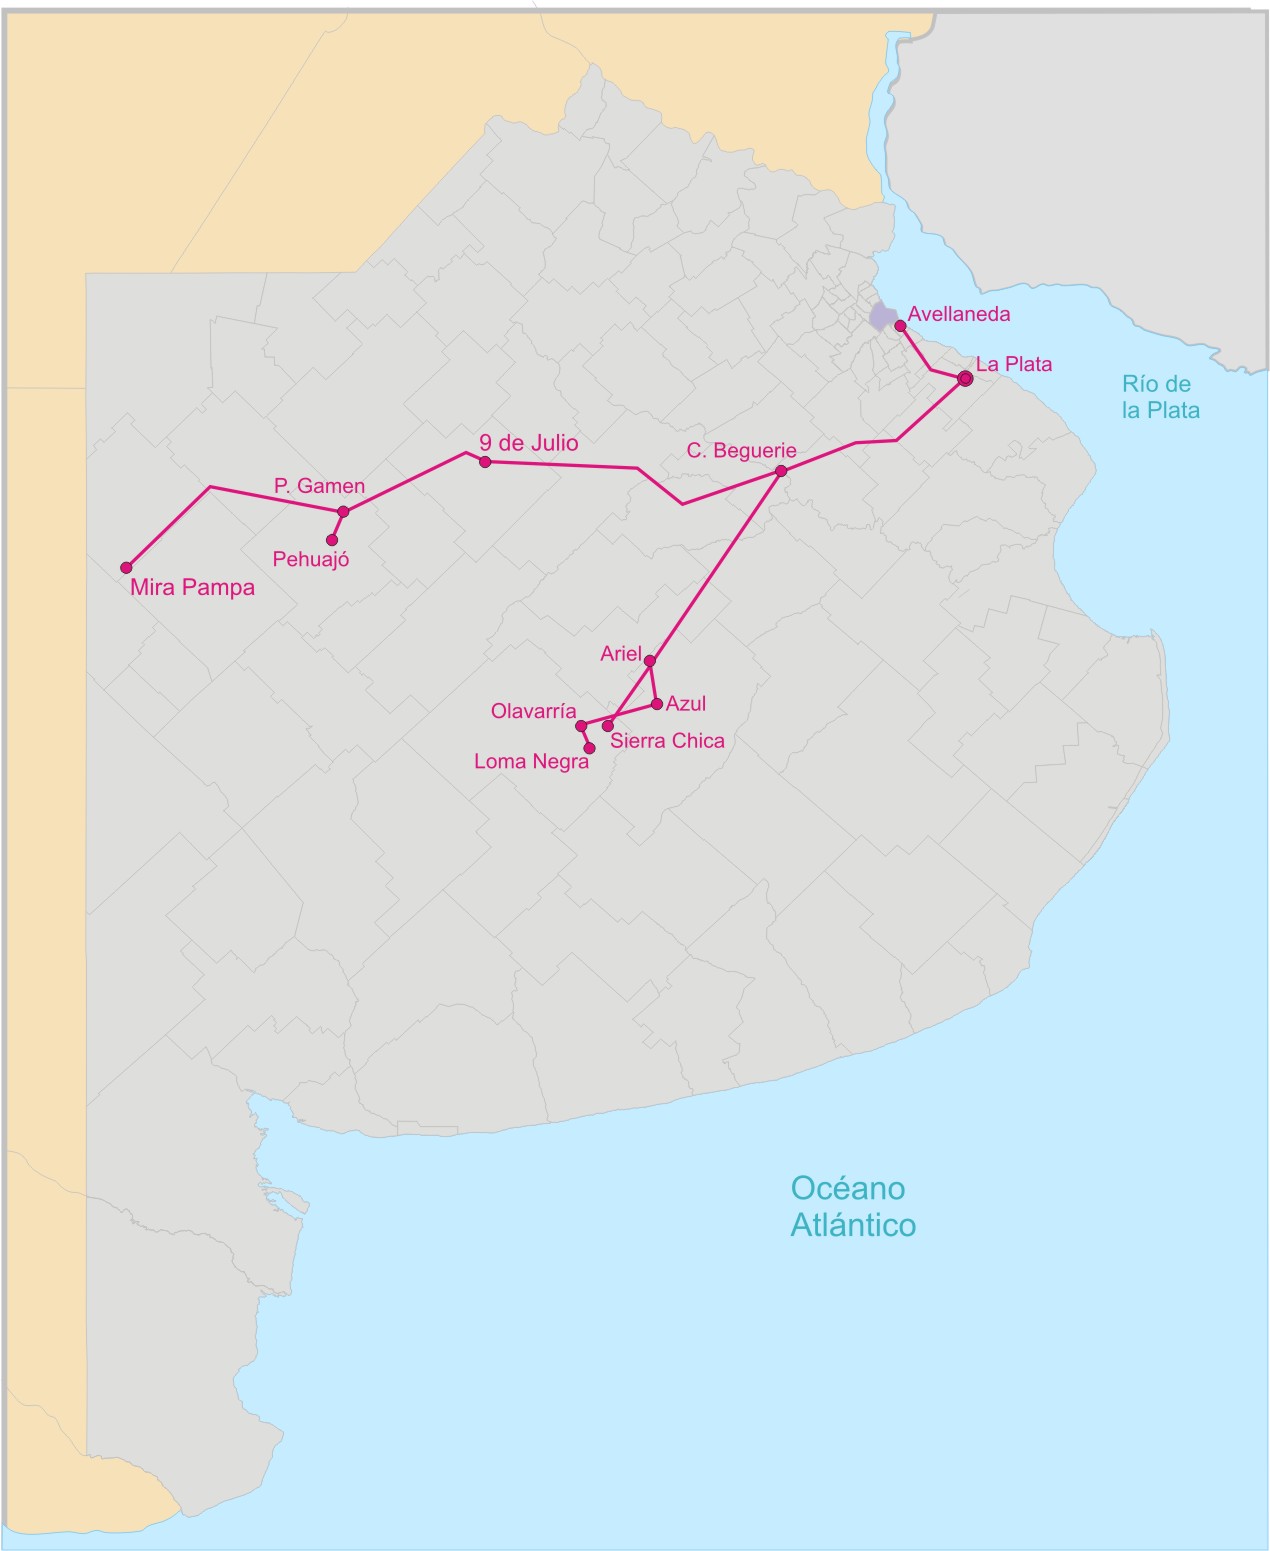 Avellaneda
La Plata
Río de
la Plata
9 de Julio
C. Beguerie
P. Gamen
Pehuajó
Mira Pampa
Ariel
Azul
Olavarría
Sierra Chica
Loma Negra
Océano
Atlántico